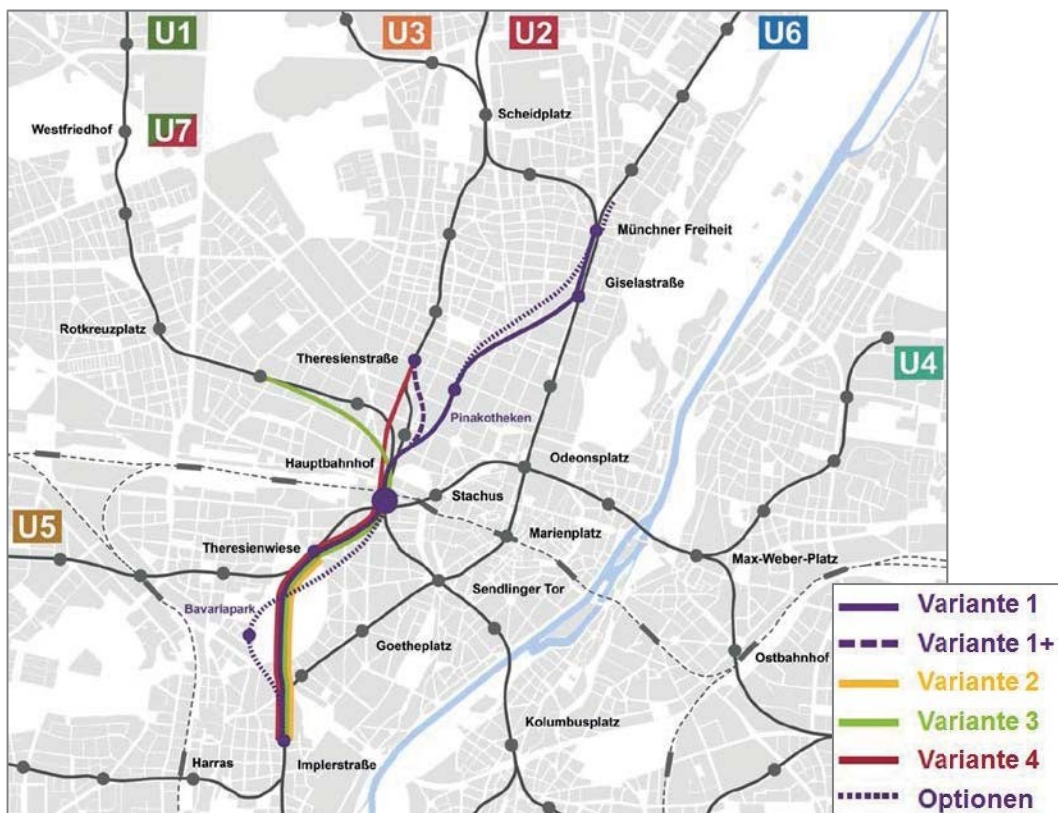 U1
U3
U2
U6
Westfriedhof
U7
Scheidplatz
Münchner Freiheit
Giselastraße
Rotkreuzplatz
Theresienstraße
U4
Pinakotheken
Hauptbahnhof
Odeonsplatz
Stachus
U5
Marienplatz
Theresienwiese
Max-Weber-Platz
Sendlinger Tor
Bavariapark
Goetheplatz
Ostbahnhof
Kolumbusplatz
Harras
Implerstraße
Variante 1
Variante 1+
Variante 2
Variante 3
Variante 4
Optionen